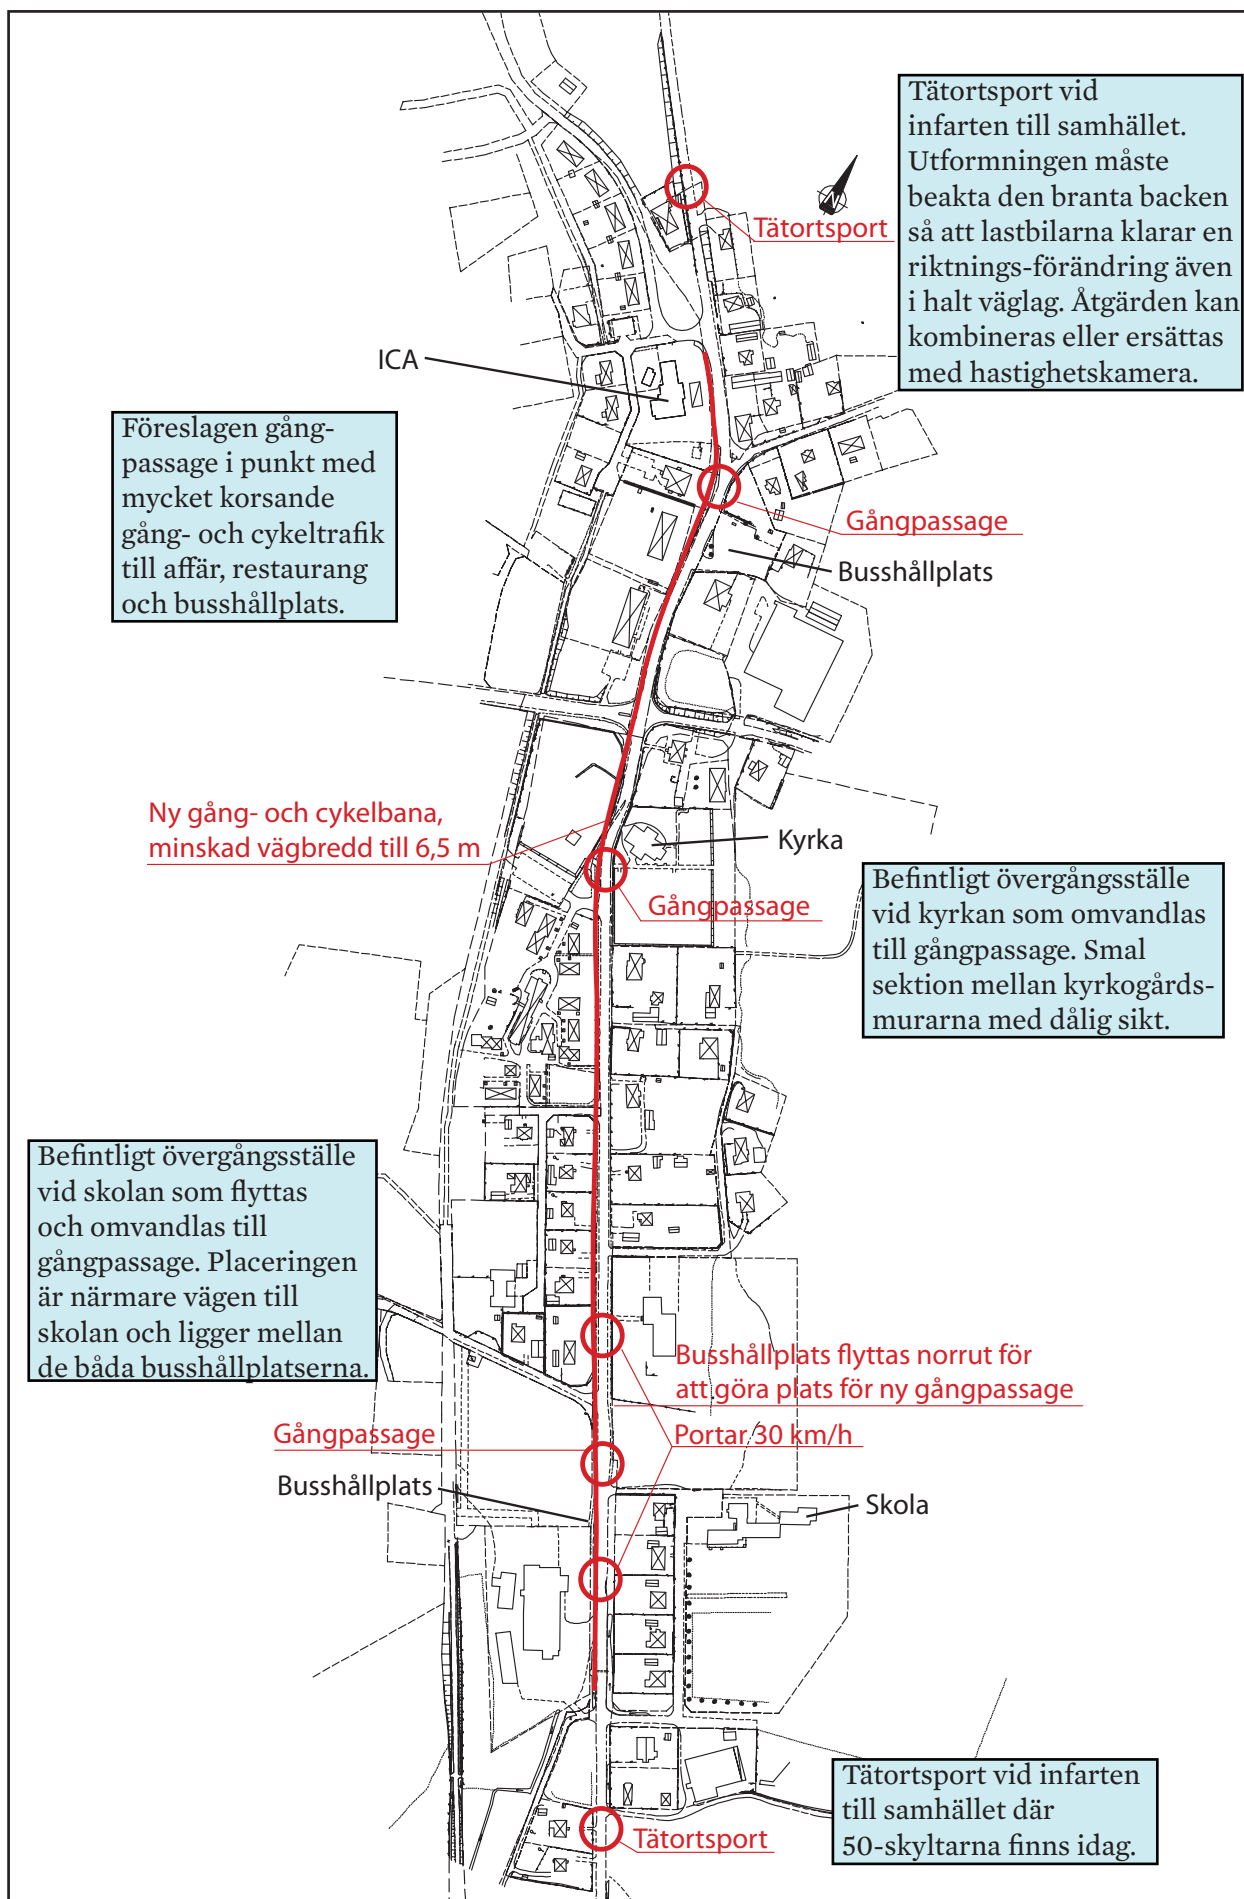 Tätortsport vid
infarten till samhället.
Utformningen måste
beakta den branta backen
så att lastbilarna klarar en
riktnings-förändring även
i halt väglag. Åtgärden kan
kombineras eller ersättas
med hastighetskamera.
N
Tätortsport
ICA
Föreslagen gång-
passage i punkt med
mycket korsande
gång- och cykeltrafik
till affär, restaurang
och busshållplats.
Gångpassage
Busshållplats
Ny gång- och cykelbana,
minskad vägbredd till 6,5 m
Kyrka
Gångpassage
Befintligt övergångsställe
vid kyrkan som omvandlas
till gångpassage. Smal
sektion mellan kyrkogårds-
murarna med dålig sikt.
Befintligt övergångsställe
vid skolan som flyttas
och omvandlas till
gångpassage. Placeringen
är närmare vägen till
skolan och ligger mellan
de båda busshållplatserna.
Busshållplats flyttas norrut för
att göra plats för ny gångpassage
Gångpassage
Portar 30 km/h
Busshållplats
Skola
Tätortsport vid infarten
till samhället där
50-skyltarna finns idag.
Tätortsport